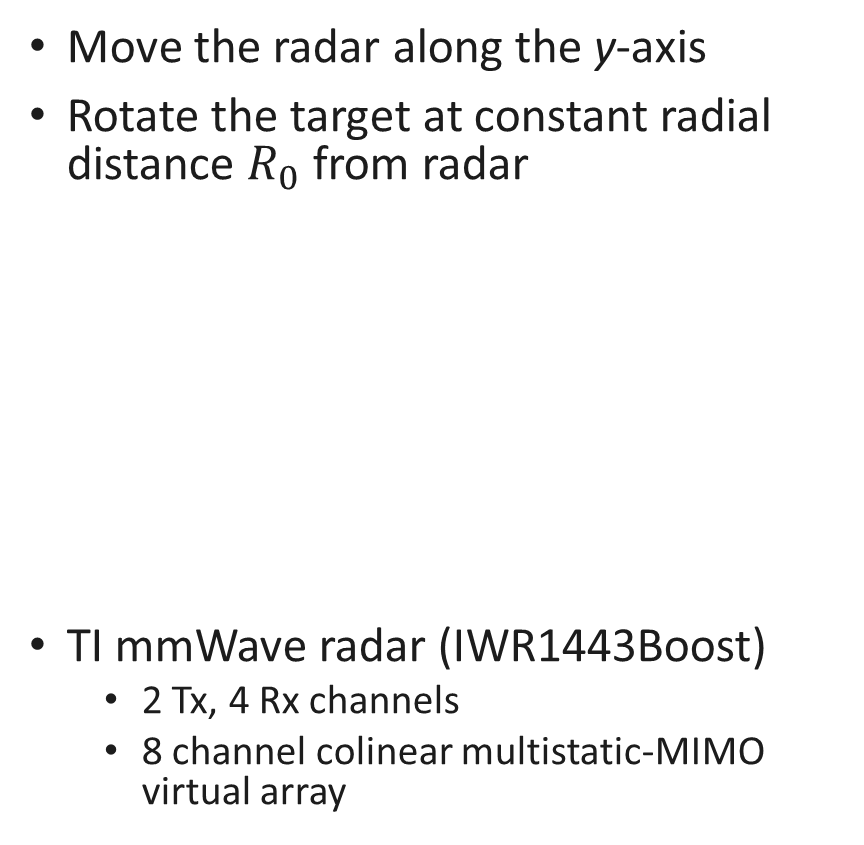 • Move the radar along the y-axis
• Rotate the target at constant radial
distance R₀ from radar
• TI mmWave radar (IWR1443Boost)
• 2 Tx, 4 Rx channels
• 8 channel colinear multistatic-MIMO
virtual array